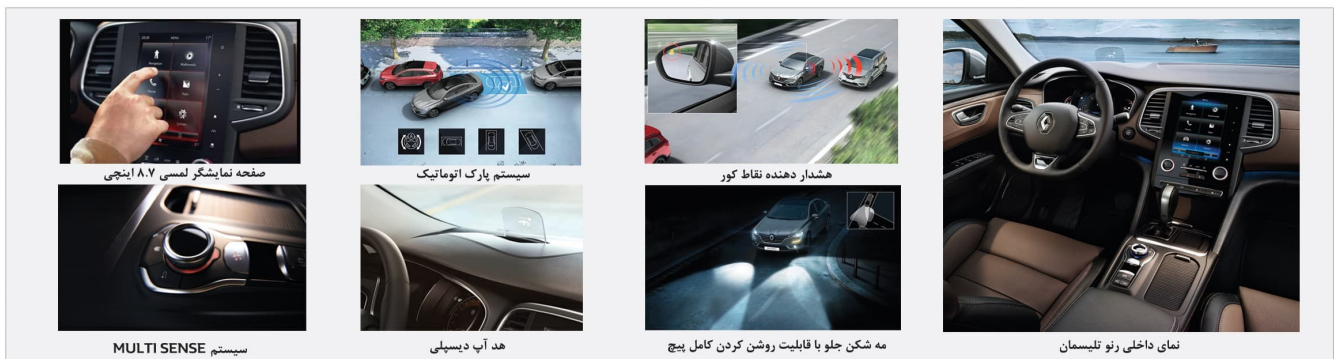 صفحه نمایشگر لمسی ۸.۷ اینچی
سیستم پارک اتوماتیک
هشدار دهنده نقاط کور
نمای داخلی رنو تلیسمان
سیستم MULTI SENSE
هد آپ دیسپلی
مه شکن جلو با قابلیت روشن کردن کامل پیچ